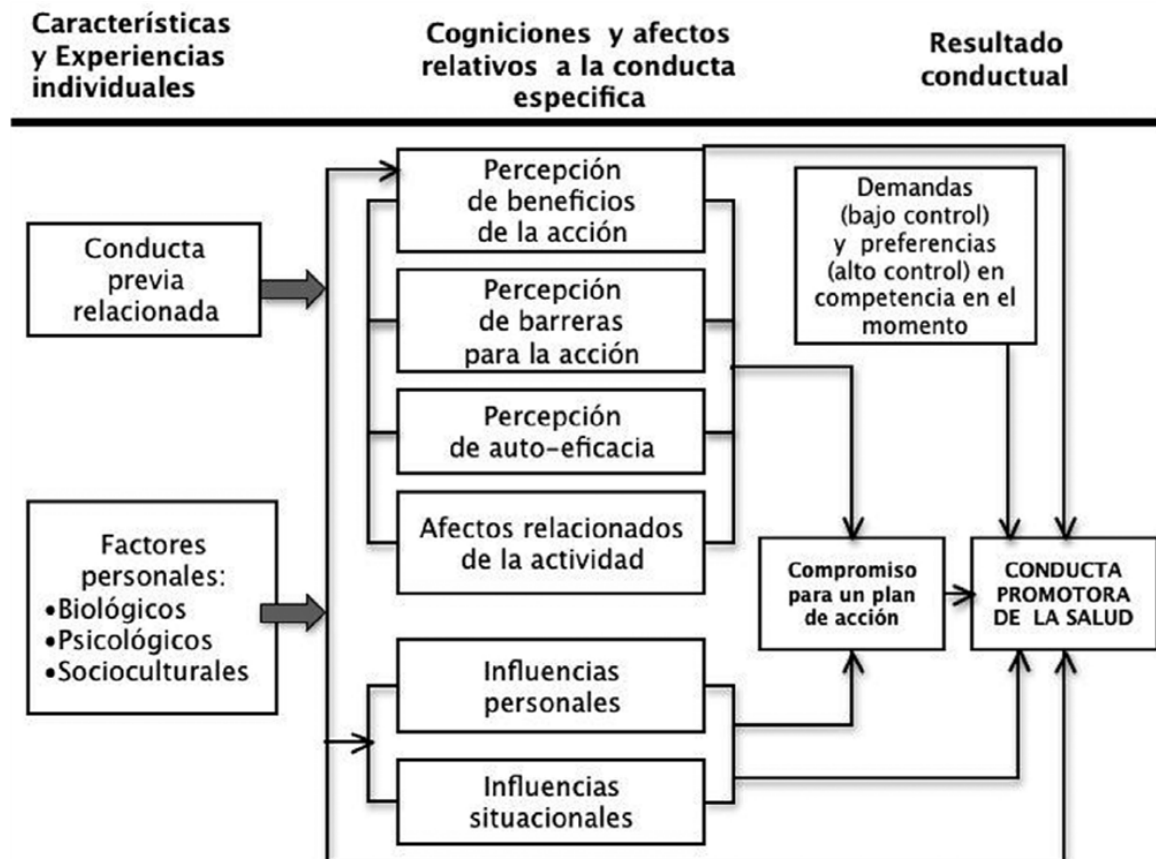 Características
y Experiencias
individuales
Cogniciones y afectos
relativos a la conducta
especifica
Resultado
conductual
Conducta
previa
relacionada
Factores
personales:
•Biológicos
•Psicológicos
•Socioculturales
Percepción
de beneficios
de la acción
Percepción
de barreras
para la acción
Percepción
de auto-eficacia
Afectos relacionados
de la actividad
Influencias
personales
Influencias
situacionales
Demandas
(bajo control)
y preferencias
(alto control) en
competencia en el
momento
Compromiso
para un plan
de acción
CONDUCTA
PROMOTORA
DE LA SALUD